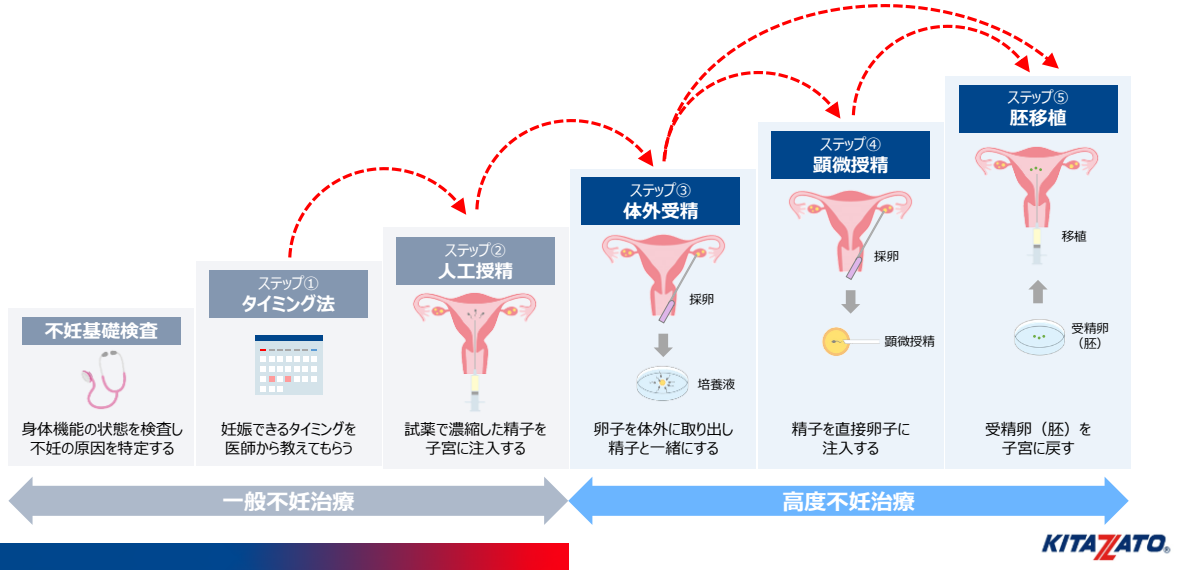 不妊基礎検査
身体機能の状態を検査し
不妊の原因を特定する
ステップ①
タイミング法
妊娠できるタイミングを
医師から教えてもらう
ステップ②
人工授精
試薬で濃縮した精子を
子宮に注入する
ステップ③
体外受精
採卵
培養液
卵子を体外に取り出し
精子と一緒にする
ステップ④
顕微授精
採卵
顕微授精
精子を直接卵子に
注入する
ステップ⑤
胚移植
移植
受精卵
（胚）
受精卵（胚）を
子宮に戻す
一般不妊治療
高度不妊治療
KITAZATO®